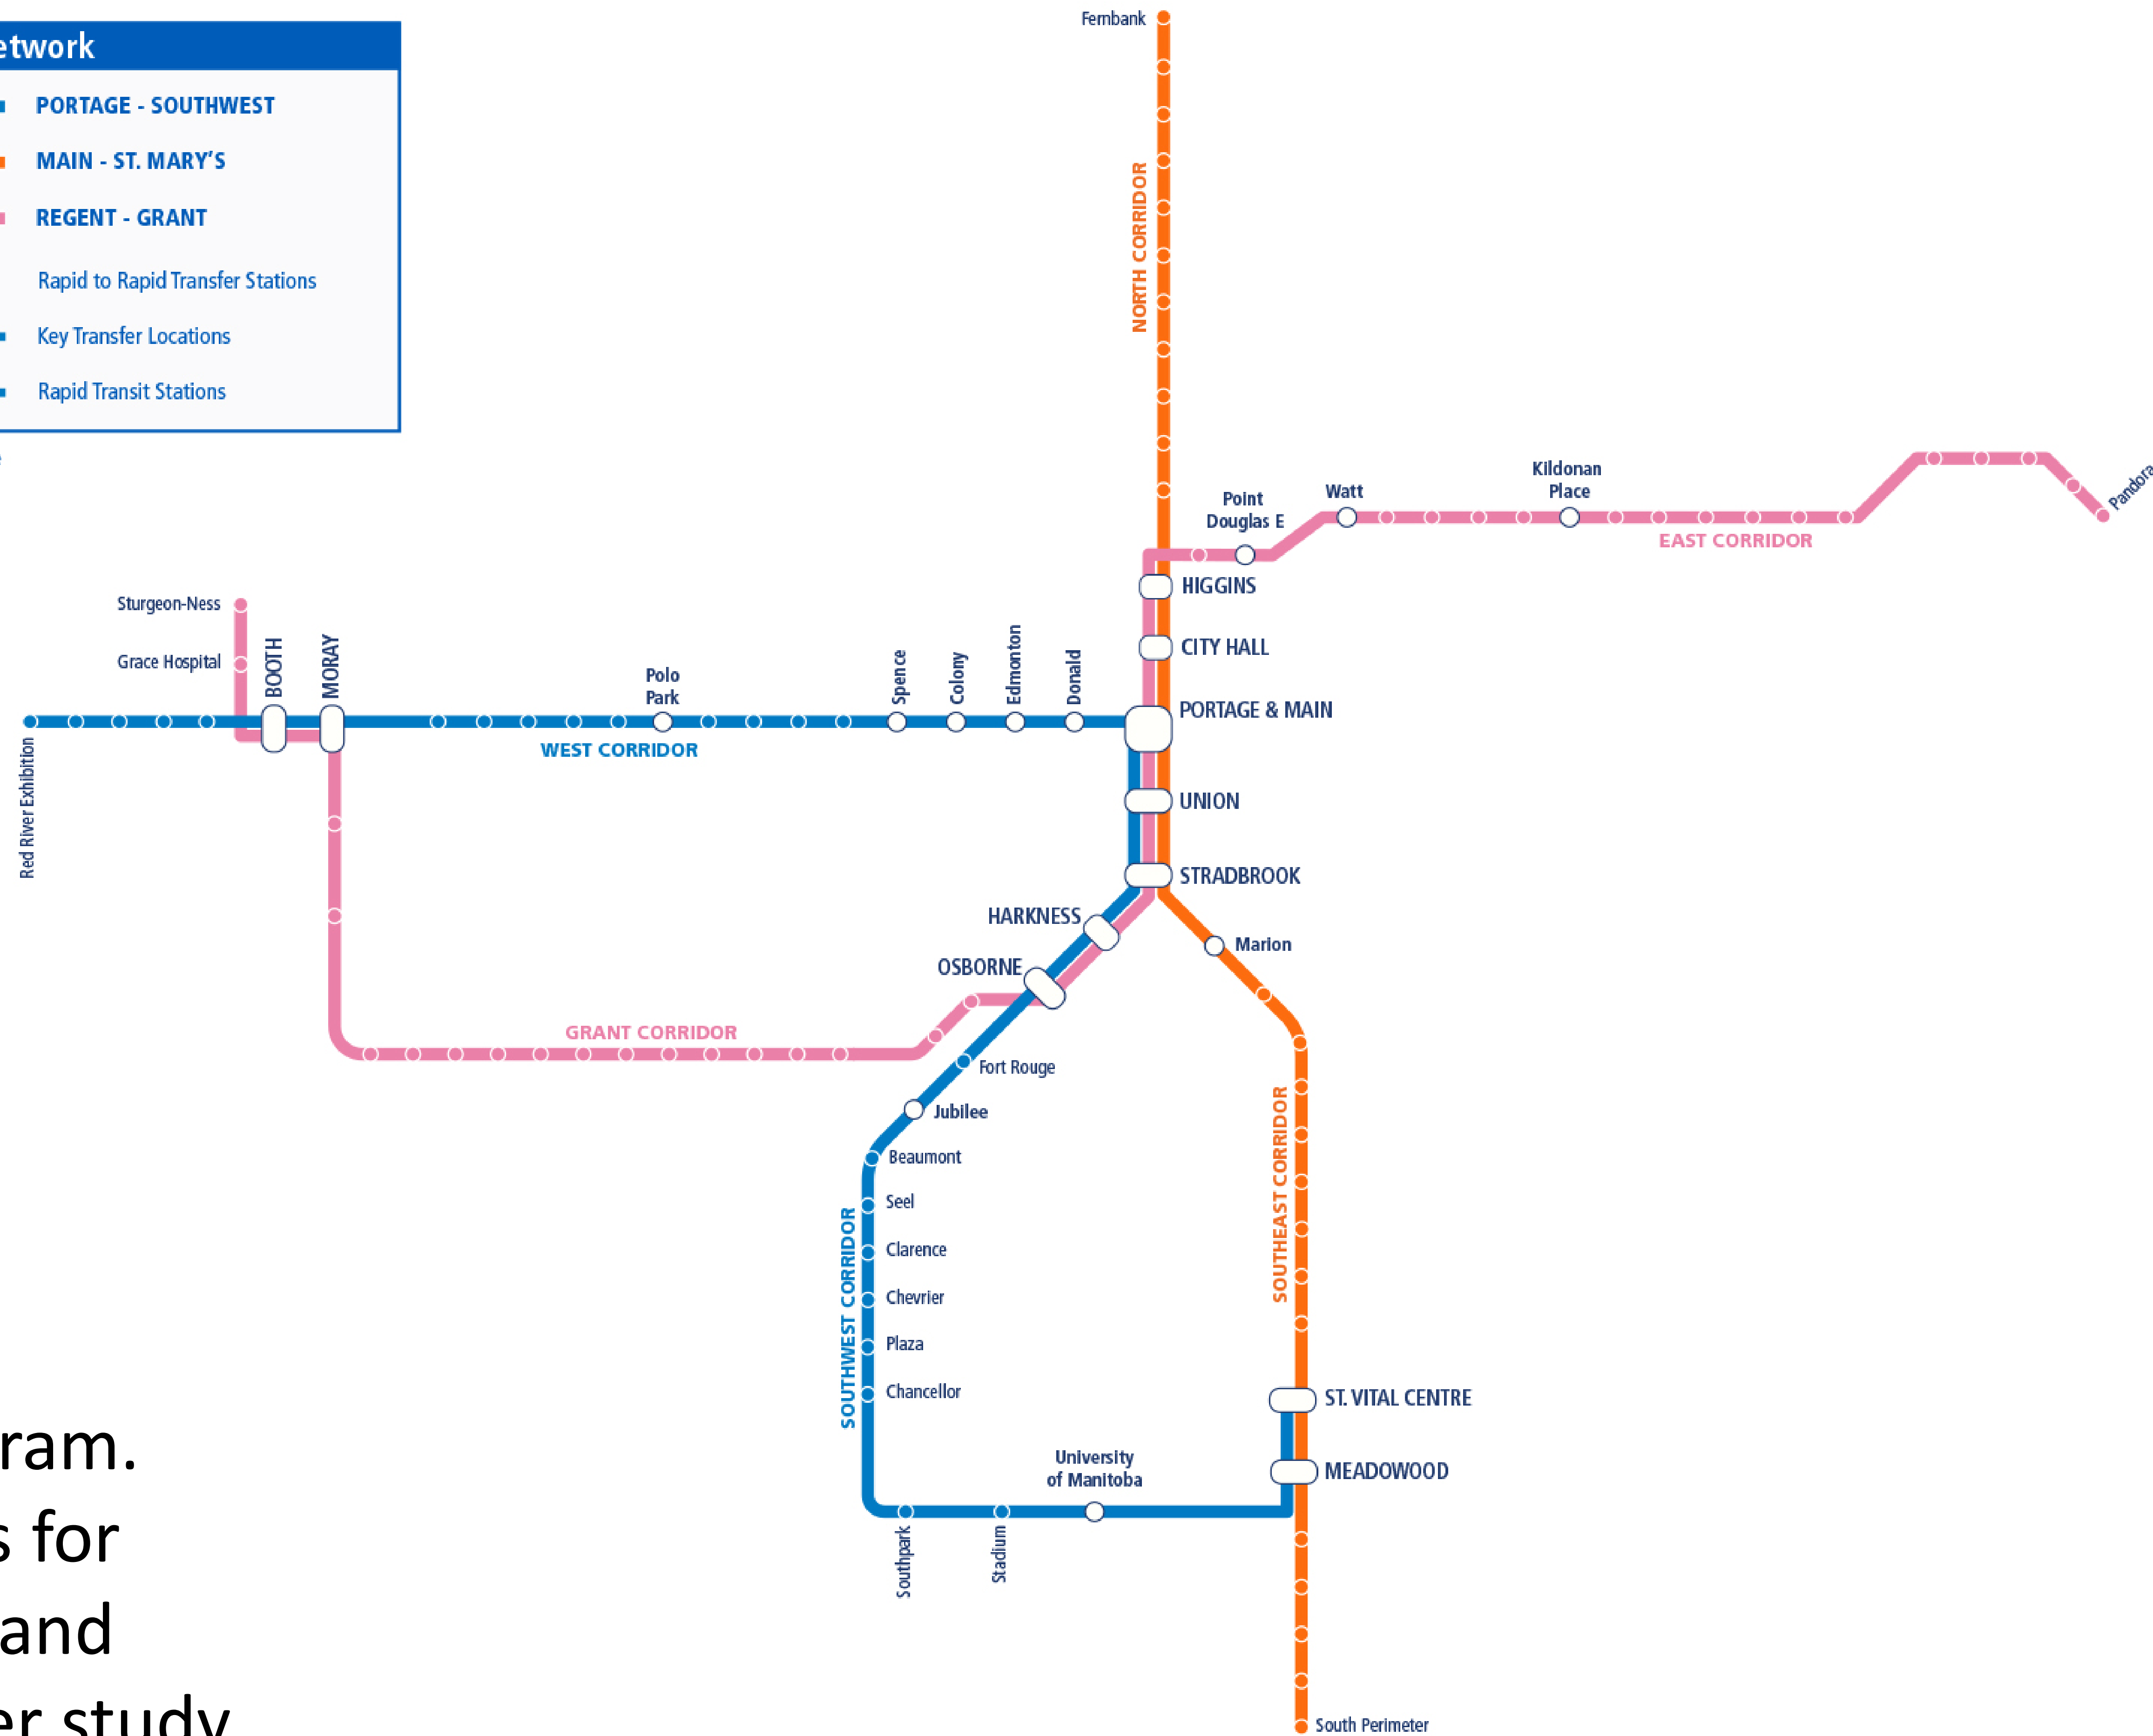 etwork
PORTAGE - SOUTHWEST
MAIN - ST. MARY'S
REGENT - GRANT
Rapid to Rapid Transfer Stations
Key Transfer Locations
Rapid Transit Stations
Fernbank
NORTH CORRIDOR
Kildonan
Place
Point
Douglas E
Watt
Pandora
EAST CORRIDOR
HIGGINS
CITY HALL
PORTAGE & MAIN
UNION
STRADBROOK
Sturgeon-Ness
Grace Hospital
BOOTH
MORAY
Polo
Park
Spence
Colony
Edmonton
Donald
WEST CORRIDOR
Red River Exhibition
HARKNESS
OSBORNE
Marion
GRANT CORRIDOR
Fort Rouge
Jubilee
Beaumont
Seel
Clarence
Chevrier
Plaza
Chancellor
SOUTHWEST CORRIDOR
SOUTHEAST CORRIDOR
ST. VITAL CENTRE
MEADOWOOD
University
of Manitoba
Southpark
Stadium
South Perimeter
ram.
s for
and
er study